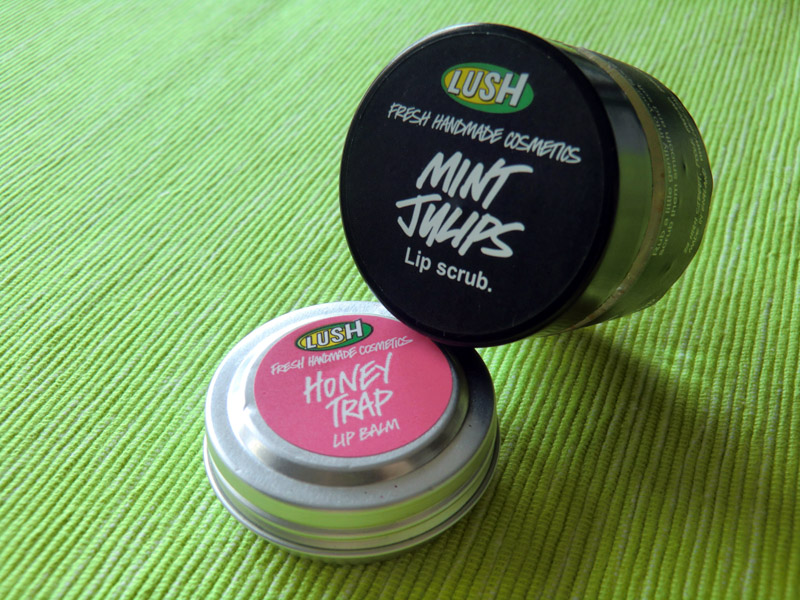 LUSH
FRESH HANDMADE COSMETICS
MINT
JULIPS
Lip scrub.
LUSH
FRESH HANDMADE COSMETICS
HONEY
TRAP
LIP BALM